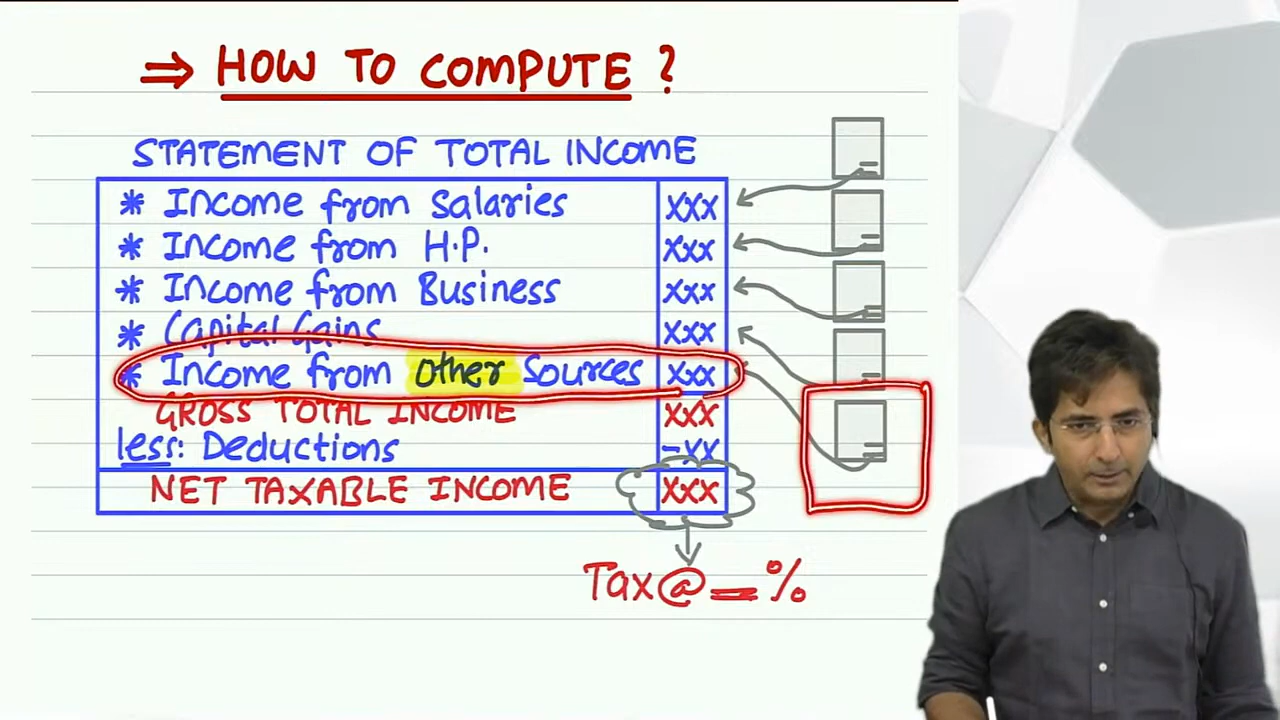 ⇒ HOW TO COMPUTE ?
STATEMENT OF TOTAL INCOME
* Income from Salaries xxx
* Income from H.P. xxx
* Income from Business xxx
* Capital Gains xxx
* Income from Other Sources xxx
GROSS TOTAL INCOME xxx
less: Deductions -xx
NET TAXABLE INCOME xxx
Tax@__%